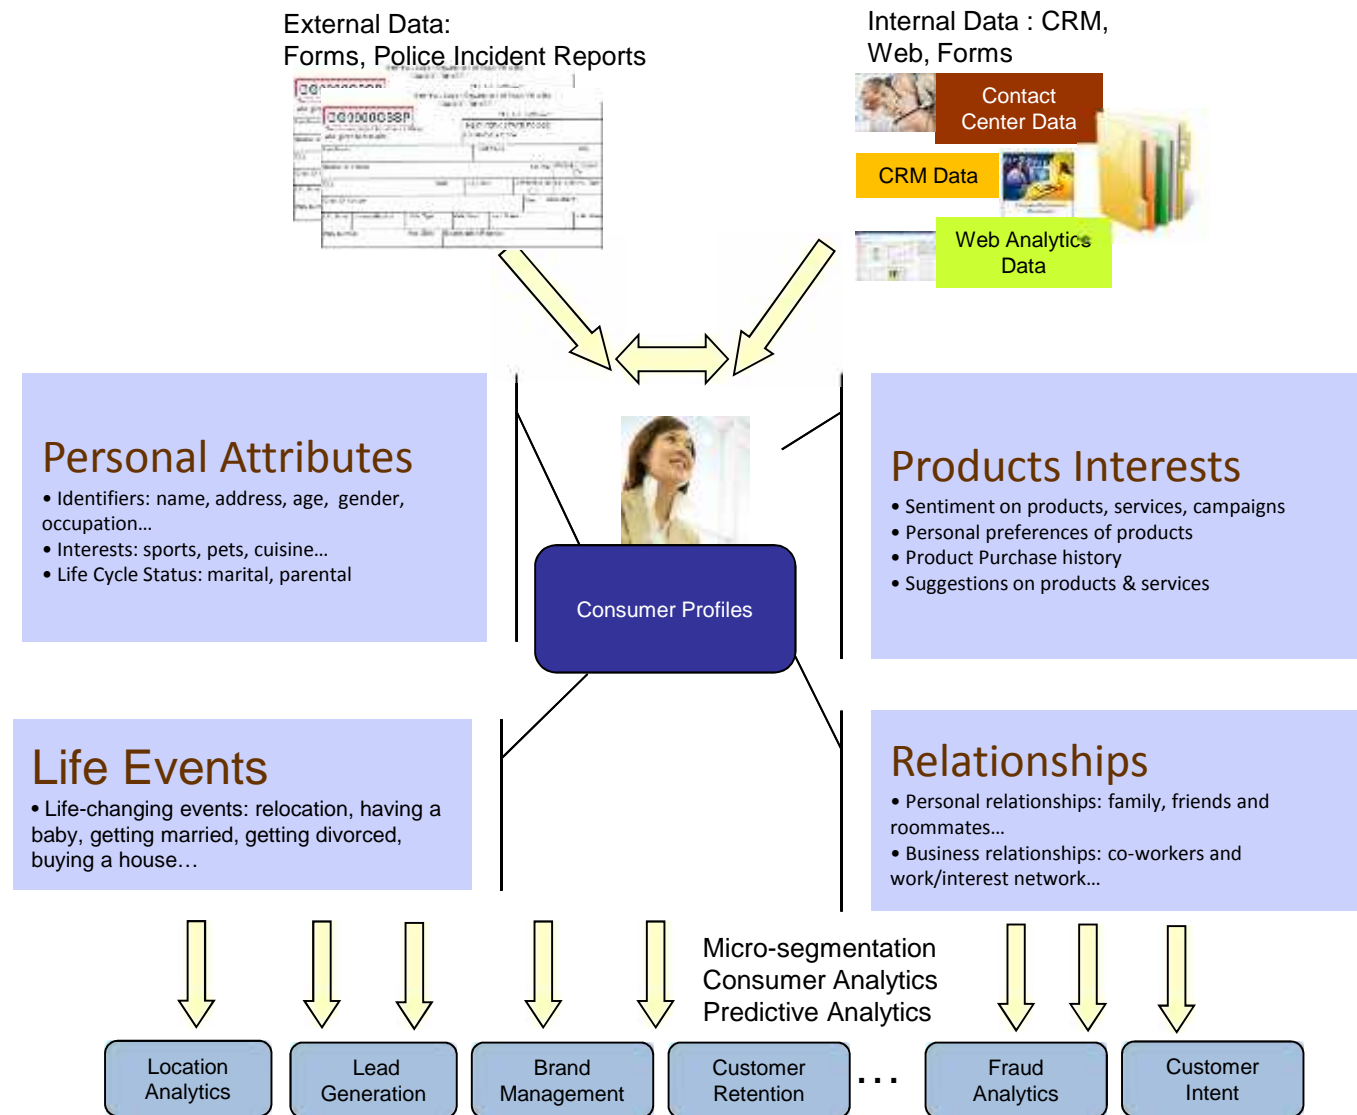 External Data:
Forms, Police Incident Reports
Internal Data : CRM,
Web, Forms
Contact
Center Data
CRM Data
Web Analytics
Data
Personal Attributes
• Identifiers: name, address, age, gender,
occupation…
• Interests: sports, pets, cuisine…
• Life Cycle Status: marital, parental
Products Interests
• Sentiment on products, services, campaigns
• Personal preferences of products
• Product Purchase history
• Suggestions on products & services
Consumer Profiles
Life Events
• Life-changing events: relocation, having a
baby, getting married, getting divorced,
buying a house…
Relationships
• Personal relationships: family, friends and
roommates…
• Business relationships: co-workers and
work/interest network…
Micro-segmentation
Consumer Analytics
Predictive Analytics
Location
Analytics
Lead
Generation
Brand
Management
Customer
Retention
…
Fraud
Analytics
Customer
Intent